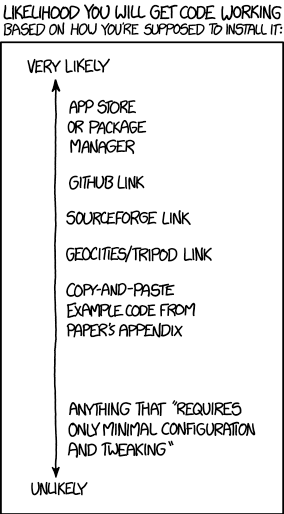 LIKELIHOOD YOU WILL GET CODE WORKING
BASED ON HOW YOU'RE SUPPOSED TO INSTALL IT:
VERY LIKELY
APP STORE
OR PACKAGE
MANAGER
GITHUB LINK
SOURCEFORGE LINK
GEOCITIES/TRIPOD LINK
COPY-AND-PASTE
EXAMPLE CODE FROM
PAPER'S APPENDIX
ANYTHING THAT "REQUIRES
ONLY MINIMAL CONFIGURATION
AND TWEAKING"
UNLIKELY